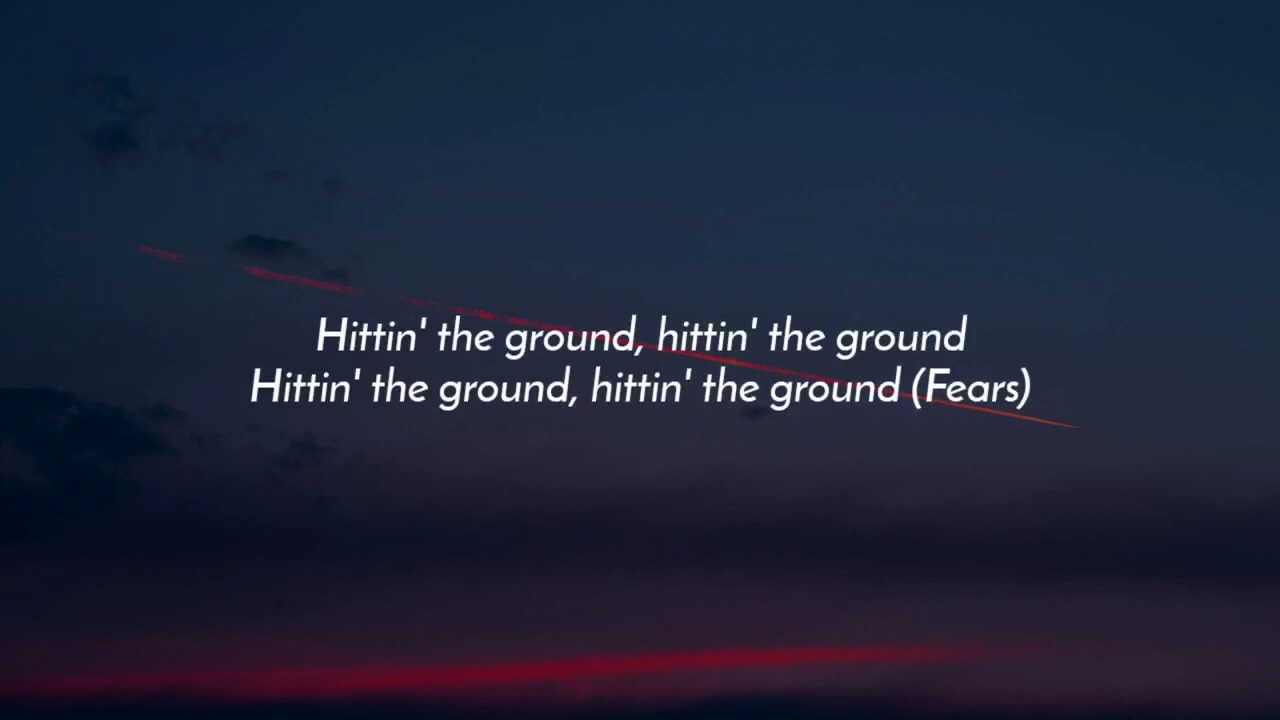 Hittin' the ground, hittin' the ground
Hittin' the ground, hittin' the ground (Fears)